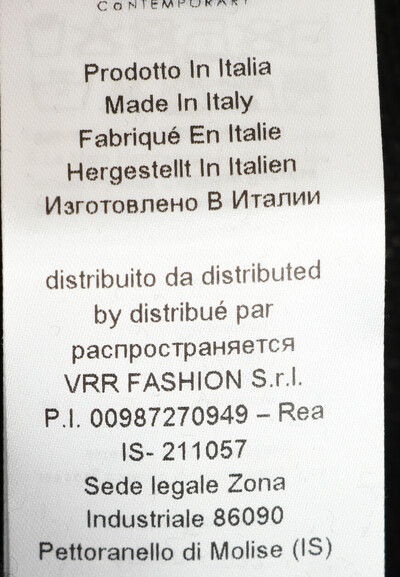 CONTEMPORARY
Prodotto In Italia
Made In Italy
Fabriqué En Italie
Hergestellt In Italien
Изготовлено В Италии
distribuito da distributed
by distribué par
распространяется
VRR FASHION S.r.l.
P.I. 00987270949 – Rea
IS- 211057
Sede legale Zona
Industriale 86090
Pettoranello di Molise (IS)